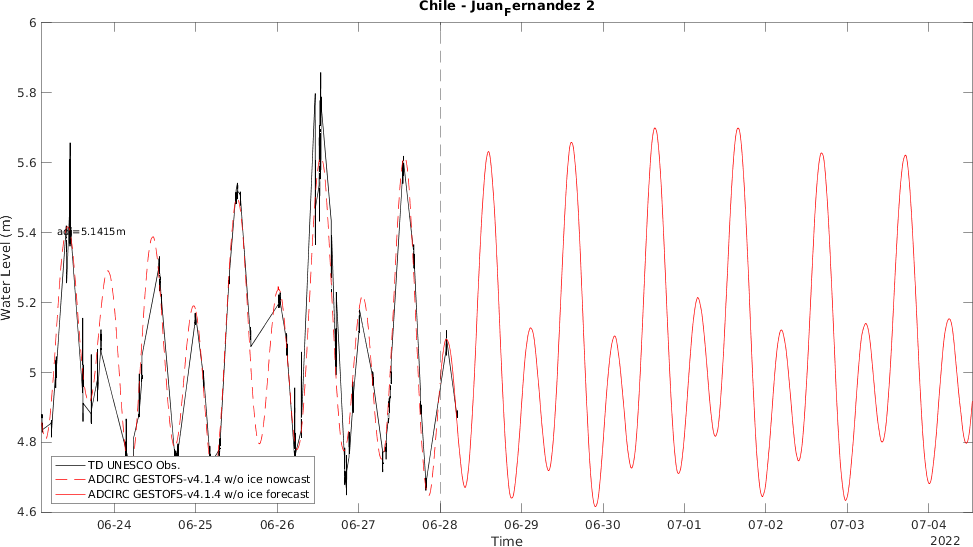 Chile - Juan_Fernandez 2
6
5.8
5.6
5.4
5.2
5
4.8
4.6
Water Level (m)
adj=5.1415m
TD UNESCO Obs.
ADCIRC GESTOFS-v4.1.4 w/o ice nowcast
ADCIRC GESTOFS-v4.1.4 w/o ice forecast
06-24 06-25 06-26 06-27 06-28 06-29 06-30 07-01 07-02 07-03 07-04
Time
2022